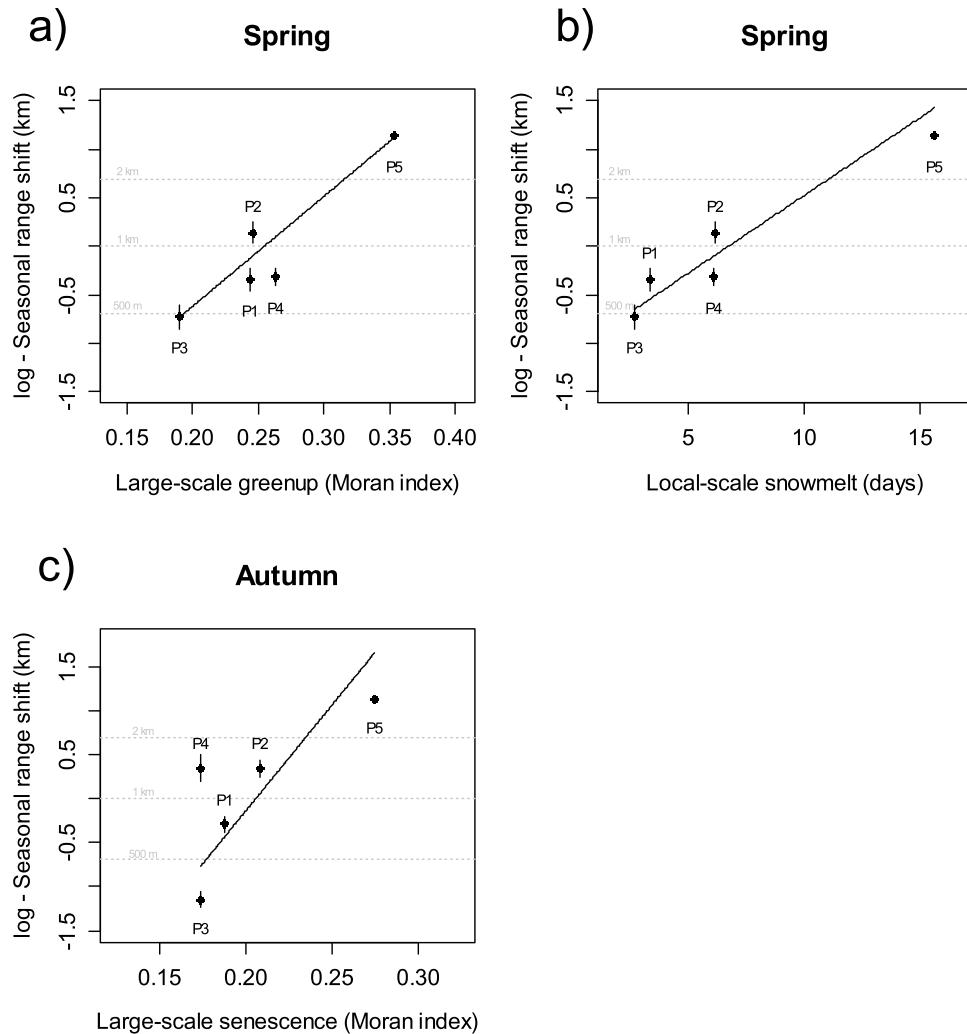 a)
Spring
log - Seasonal range shift (km)
1.5
0.5
-0.5
-1.5
2 km
1 km
500 m
P5
P2
P1
P4
P3
0.15 0.20 0.25 0.30 0.35 0.40
Large-scale greenup (Moran index)
b)
Spring
log - Seasonal range shift (km)
1.5
0.5
-0.5
-1.5
2 km
1 km
500 m
P5
P2
P1
P4
P3
5 10 15
Local-scale snowmelt (days)
c)
Autumn
log - Seasonal range shift (km)
1.5
0.5
-0.5
-1.5
2 km
1 km
500 m
P5
P4
P2
P1
P3
0.15 0.20 0.25 0.30
Large-scale senescence (Moran index)